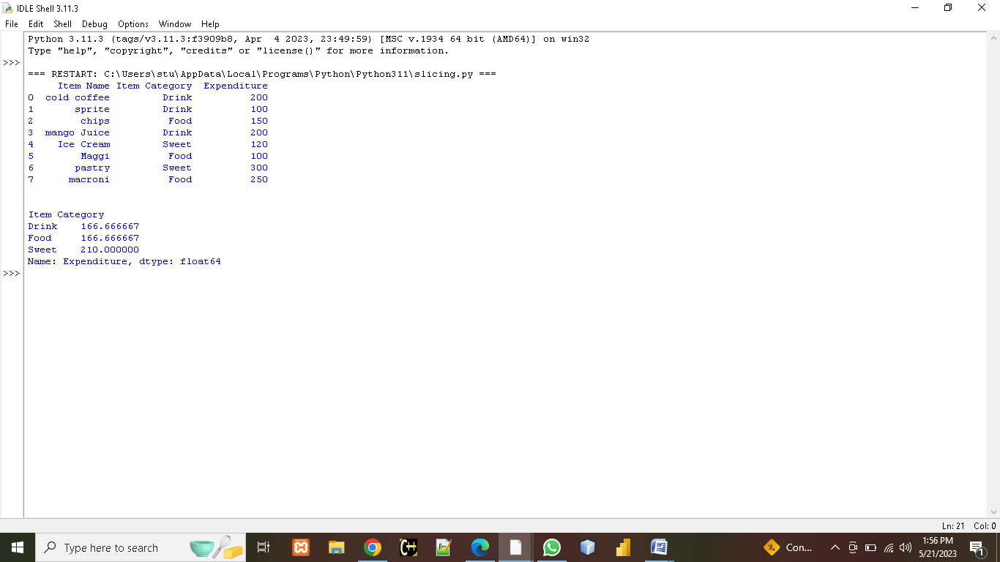 IDLE Shell 3.11.3
File Edit Shell Debug Options Window Help
Python 3.11.3 (tags/v3.11.3:f3909b8, Apr  4 2023, 23:49:59) [MSC v.1934 64 bit (AMD64)] on win32
Type "help", "copyright", "credits" or "license()" for more information.
>>>
=== RESTART: C:\Users\stu\AppData\Local\Programs\Python\Python311\slicing.py ===
     Item Name Item Category  Expenditure
0  cold coffee         Drink          200
1       sprite         Drink          100
2        chips          Food          150
3  mango Juice         Drink          200
4    Ice Cream         Sweet          120
5        Maggi          Food          100
6       pastry         Sweet          300
7      macroni          Food          250
Item Category
Drink    166.666667
Food     166.666667
Sweet    210.000000
Name: Expenditure, dtype: float64
>>>
Ln: 21 Col: 0
Type here to search
C++
Con...
1:56 PM
5/21/2023
1